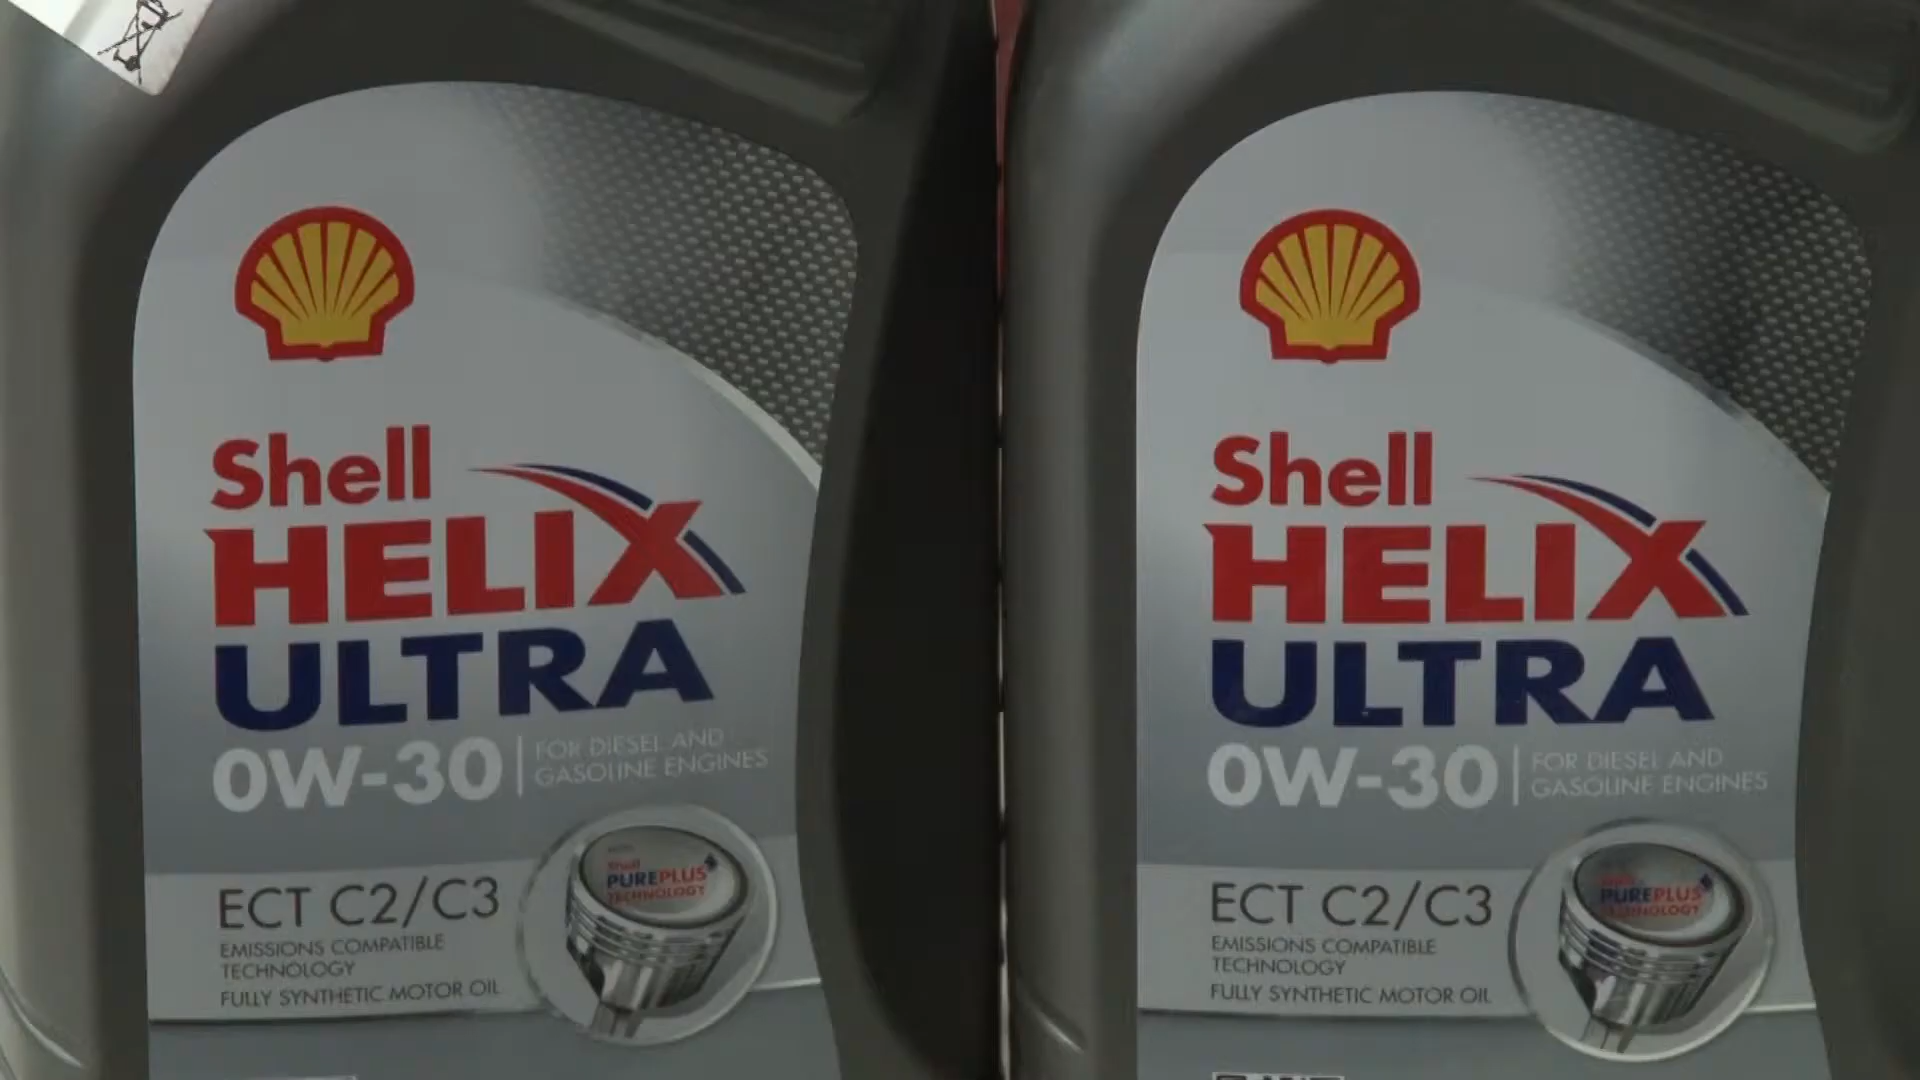 Shell
HELIX
ULTRA
0W-30
FOR DIESEL AND
GASOLINE ENGINES
Shell
PUREPLUS
TECHNOLOGY
ECT C2/C3
EMISSIONS COMPATIBLE
TECHNOLOGY
FULLY SYNTHETIC MOTOR OIL
Shell
HELIX
ULTRA
0W-30
FOR DIESEL AND
GASOLINE ENGINES
PUREPLUS
TECHNOLOGY
ECT C2/C3
EMISSIONS COMPATIBLE
TECHNOLOGY
FULLY SYNTHETIC MOTOR OIL